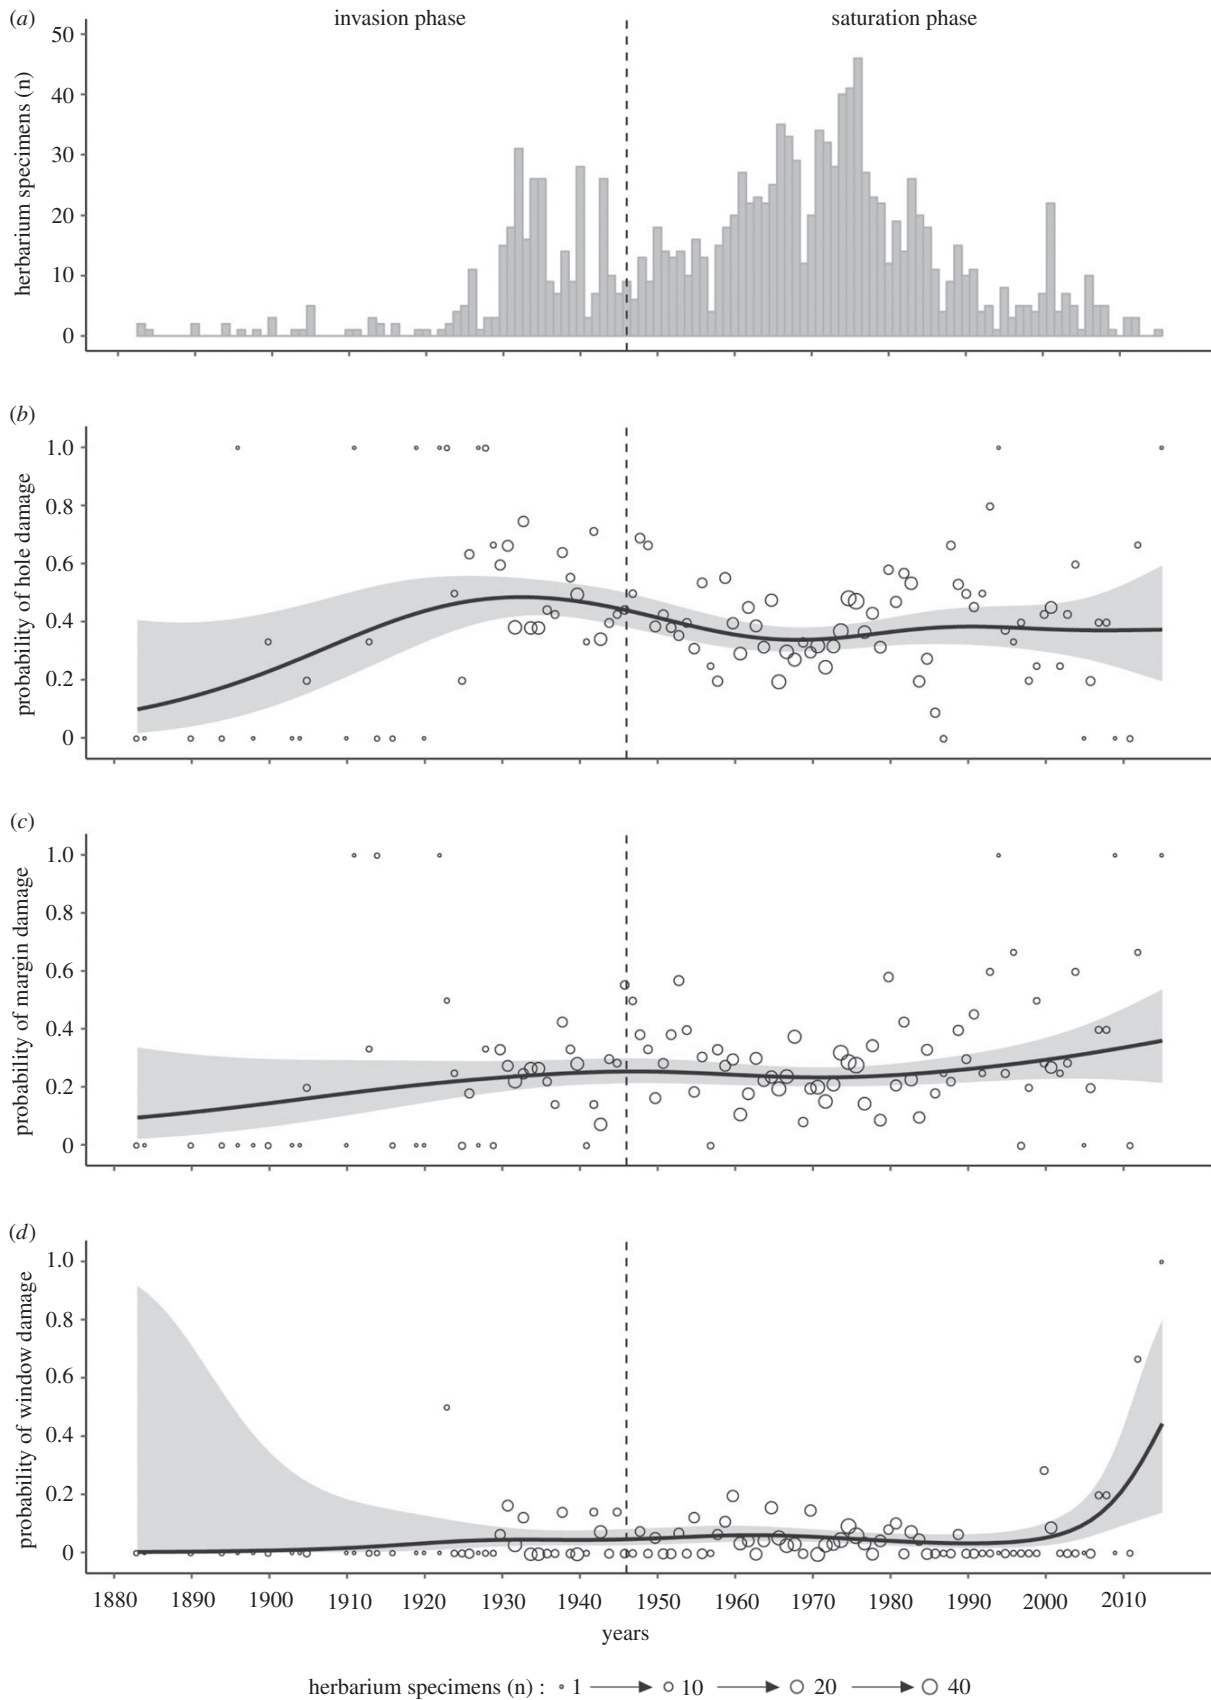 (a)
invasion phase
saturation phase
herbarium specimens (n)
50
40
30
20
10
0
(b)
probability of hole damage
1.0
0.8
0.6
0.4
0.2
0
(c)
probability of margin damage
1.0
0.8
0.6
0.4
0.2
0
(d)
probability of window damage
1.0
0.8
0.6
0.4
0.2
0
1880 1890 1900 1910 1920 1930 1940 1950 1960 1970 1980 1990 2000 2010
years
herbarium specimens (n) : 1 10 20 40